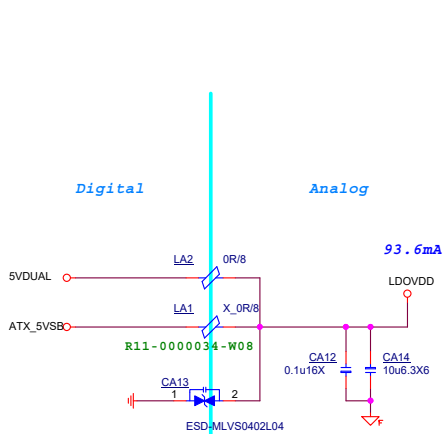 Digital
Analog
93.6mA
LA2
0R/8
5VDUAL
LDOVDD
LA1
X_0R/8
ATX_5VSB
R11-0000034-W08
CA12
CA14
0.1u16X
10u6.3X6
CA13
1
2
F
ESD-MLVS0402L04